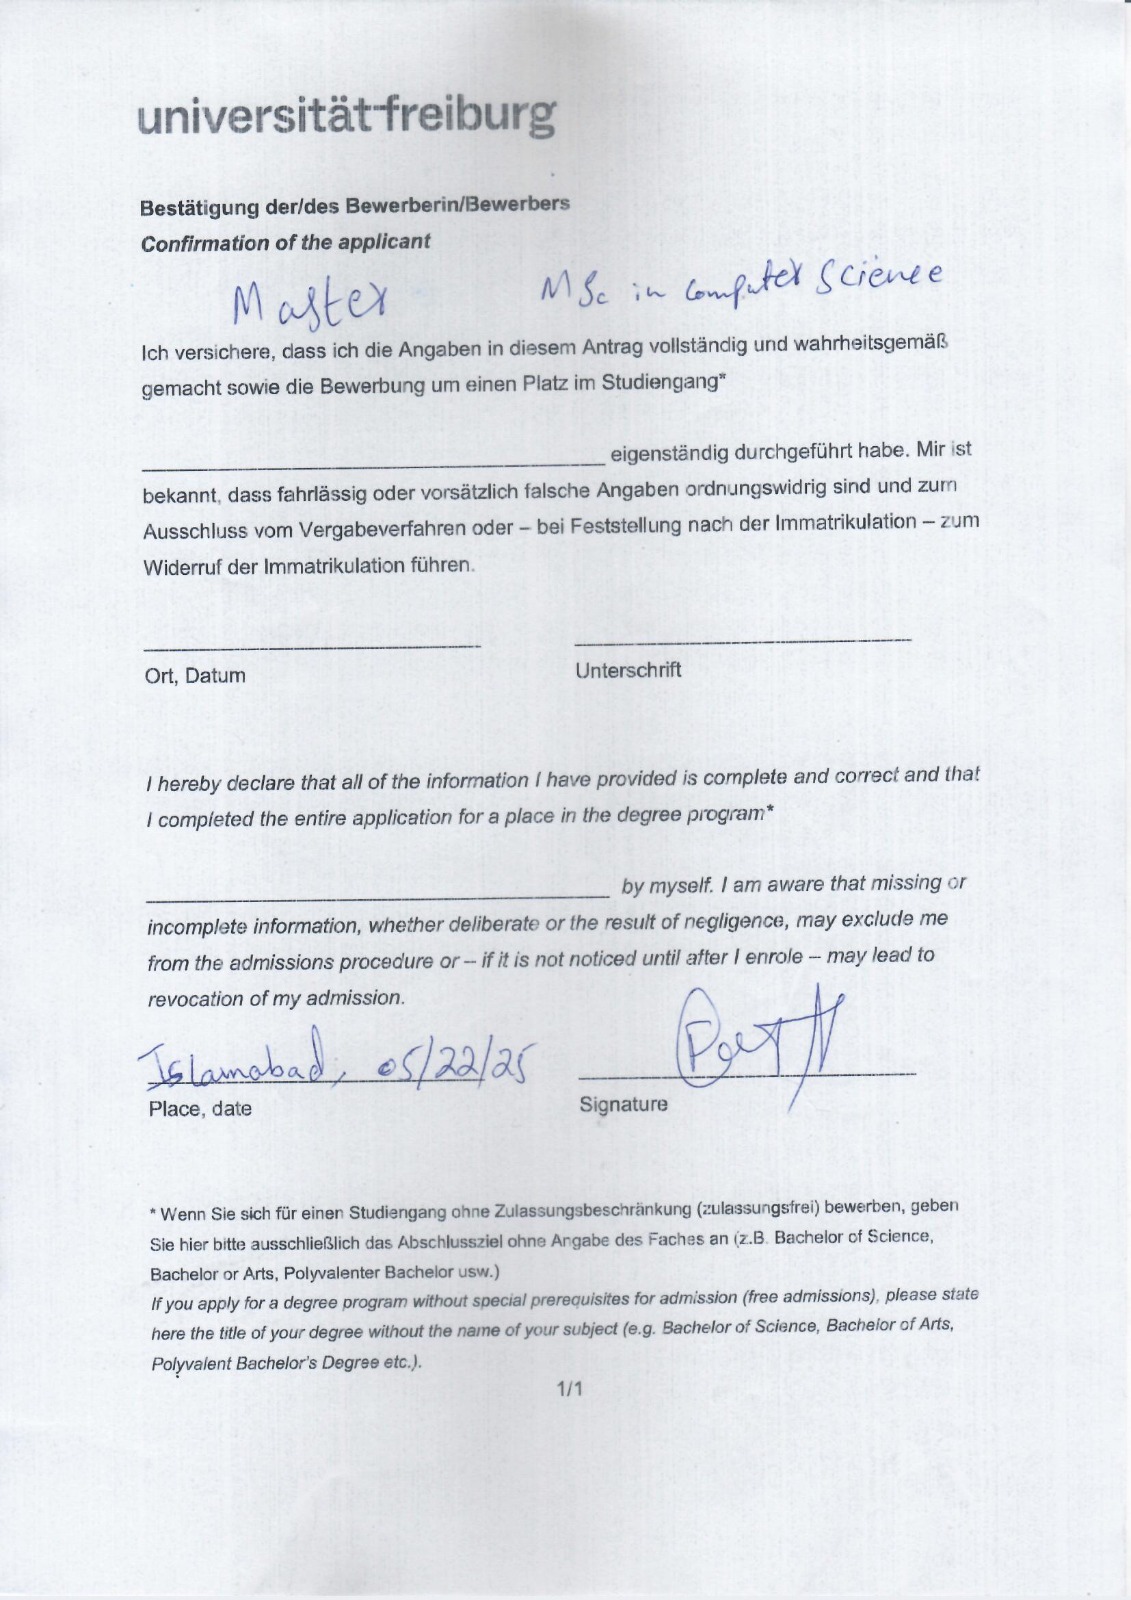 universität freiburg
Bestätigung der/des Bewerberin/Bewerbers
Confirmation of the applicant
Master MSc in Computer Science
Ich versichere, dass ich die Angaben in diesem Antrag vollständig und wahrheitsgemäß
gemacht sowie die Bewerbung um einen Platz im Studiengang*
eigenständig durchgeführt habe. Mir ist
bekannt, dass fahrlässig oder vorsätzlich falsche Angaben ordnungswidrig sind und zum
Ausschluss vom Vergabeverfahren oder – bei Feststellung nach der Immatrikulation – zum
Widerruf der Immatrikulation führen.
Ort, Datum Unterschrift
I hereby declare that all of the information I have provided is complete and correct and that
I completed the entire application for a place in the degree program*
by myself. I am aware that missing or
incomplete information, whether deliberate or the result of negligence, may exclude me
from the admissions procedure or – if it is not noticed until after I enrole – may lead to
revocation of my admission.
Islamabad, 05/22/25
Place, date Signature
* Wenn Sie sich für einen Studiengang ohne Zulassungsbeschränkung (zulassungsfrei) bewerben, geben
Sie hier bitte ausschließlich das Abschlussziel ohne Angabe des Faches an (z.B. Bachelor of Science,
Bachelor or Arts, Polyvalenter Bachelor usw.)
If you apply for a degree program without special prerequisites for admission (free admissions), please state
here the title of your degree without the name of your subject (e.g. Bachelor of Science, Bachelor of Arts,
Polyvalent Bachelor's Degree etc.).
1/1